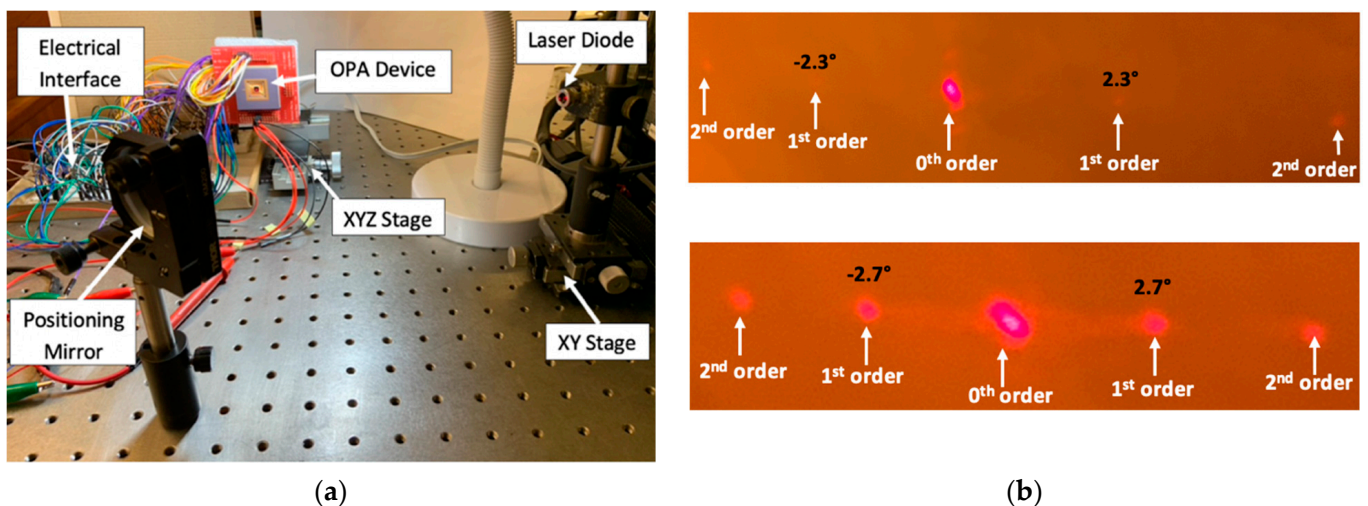 Electrical
Interface
OPA Device
Laser Diode
XYZ Stage
Positioning
Mirror
XY Stage
(a)
-2.3°
2.3°
2nd order
1st order
0th order
1st order
2nd order
-2.7°
2.7°
2nd order
1st order
0th order
1st order
2nd order
(b)